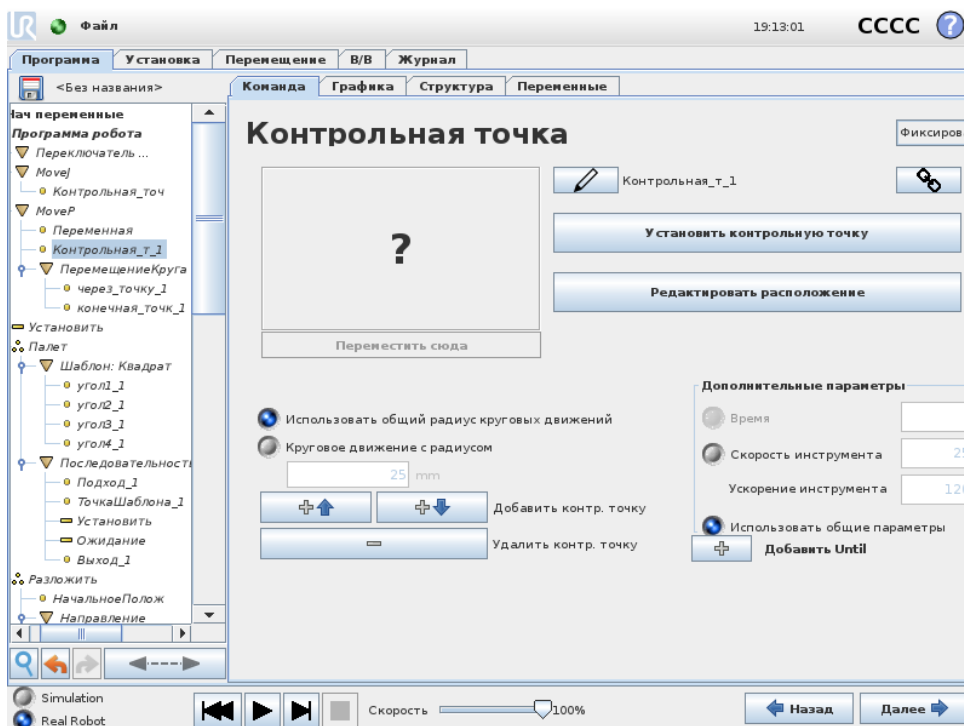 Файл
19:13:01
CCCC
?
Программа
Установка
Перемещение
В/В
Журнал
<Без названия>
Команда
Графика
Структура
Переменные
Нач переменные
Программа робота
Переключатель ...
MoveJ
Контрольная_точ
MoveP
Переменная
Контрольная_т_1
ПеремещениеКруга
через_точку_1
конечная_точк_1
Установить
Палет
Шаблон: Квадрат
угол1_1
угол2_1
угол3_1
угол4_1
Последовательност
Подход_1
ТочкаШаблона_1
Установить
Ожидание
Выход_1
Разложить
НачальноеПолож
Направление
Контрольная точка
Фиксиров
?
Контрольная_т_1
Установить контрольную точку
Редактировать расположение
Переместить сюда
Использовать общий радиус круговых движений
Круговое движение с радиусом
25 mm
Добавить контр. точку
Удалить контр. точку
Дополнительные параметры
Время
Скорость инструмента
25
Ускорение инструмента
120
Использовать общие параметры
Добавить Until
Simulation
Real Robot
Скорость
100%
Назад
Далее